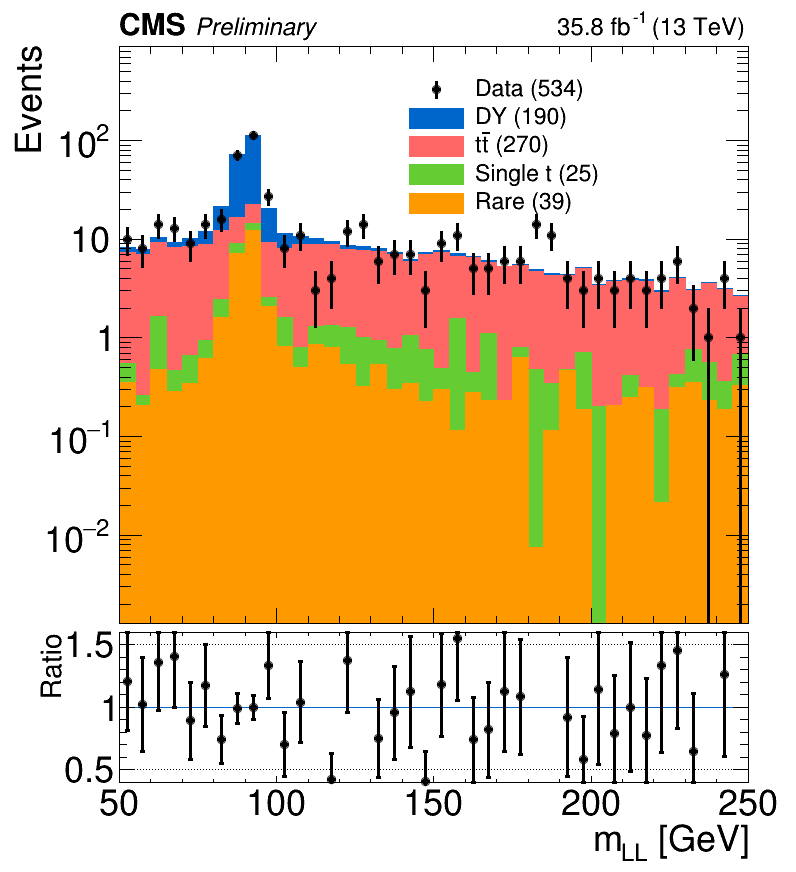 CMS Preliminary 35.8 fb⁻¹ (13 TeV)
Events
Data (534)
DY (190)
tt̄ (270)
Single t (25)
Rare (39)
10²
10
1
10⁻¹
10⁻²
Ratio
1.5
1
0.5
50 100 150 200 250
m_LL [GeV]